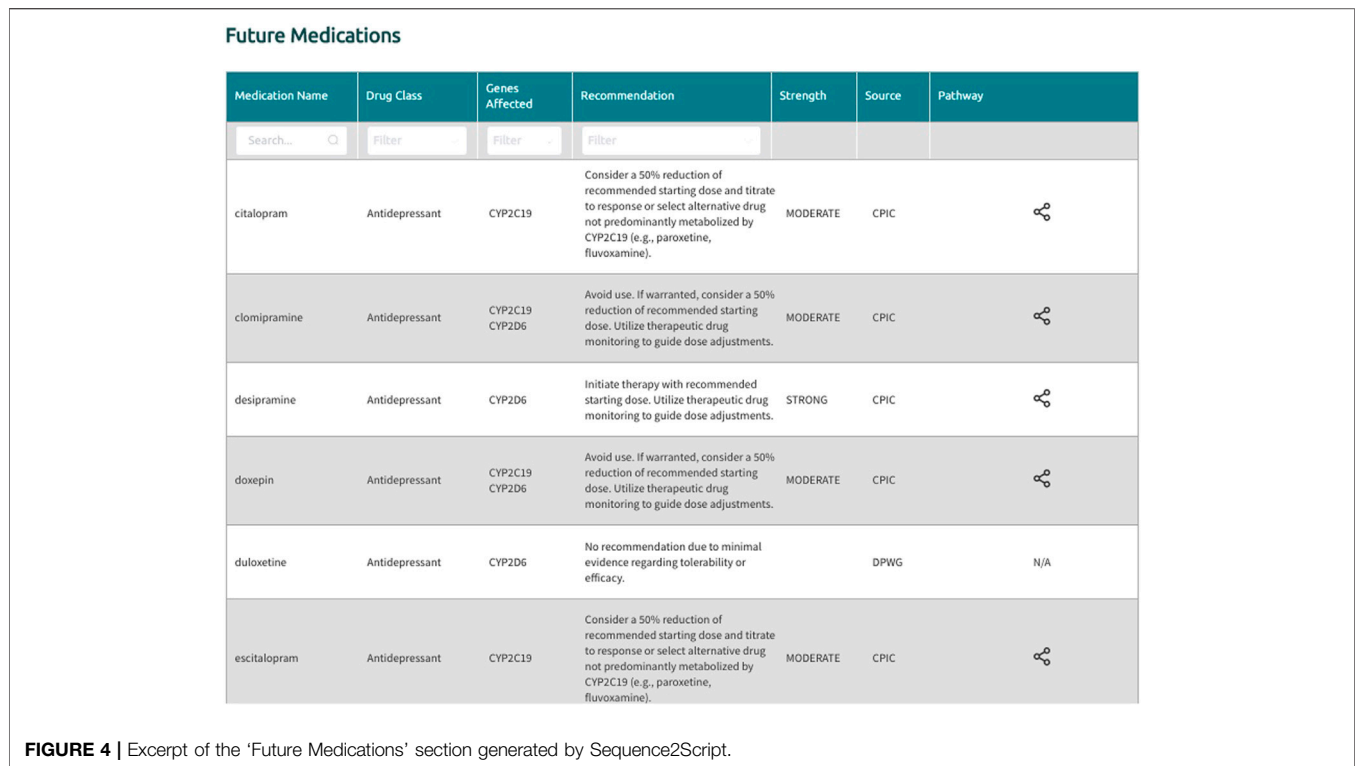 Future Medications
Medication Name
Drug Class
Genes
Affected
Recommendation
Strength
Source
Pathway
Search...
Filter
Filter
Filter
citalopram
Antidepressant
CYP2C19
Consider a 50% reduction of
recommended starting dose and titrate
to response or select alternative drug
not predominantly metabolized by
CYP2C19 (e.g., paroxetine,
fluvoxamine).
MODERATE
CPIC
clomipramine
Antidepressant
CYP2C19
CYP2D6
Avoid use. If warranted, consider a 50%
reduction of recommended starting
dose. Utilize therapeutic drug
monitoring to guide dose adjustments.
MODERATE
CPIC
desipramine
Antidepressant
CYP2D6
Initiate therapy with recommended
starting dose. Utilize therapeutic drug
monitoring to guide dose adjustments.
STRONG
CPIC
doxepin
Antidepressant
CYP2C19
CYP2D6
Avoid use. If warranted, consider a 50%
reduction of recommended starting
dose. Utilize therapeutic drug
monitoring to guide dose adjustments.
MODERATE
CPIC
duloxetine
Antidepressant
CYP2D6
No recommendation due to minimal
evidence regarding tolerability or
efficacy.
DPWG
N/A
escitalopram
Antidepressant
CYP2C19
Consider a 50% reduction of
recommended starting dose and titrate
to response or select alternative drug
not predominantly metabolized by
CYP2C19 (e.g., paroxetine,
fluvoxamine).
MODERATE
CPIC
FIGURE 4 | Excerpt of the ‘Future Medications’ section generated by Sequence2Script.